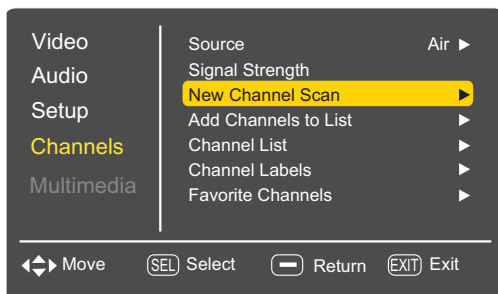 Video
Audio
Setup
Channels
Multimedia
Source Air
Signal Strength
New Channel Scan
Add Channels to List
Channel List
Channel Labels
Favorite Channels
Move SEL Select Return EXIT Exit